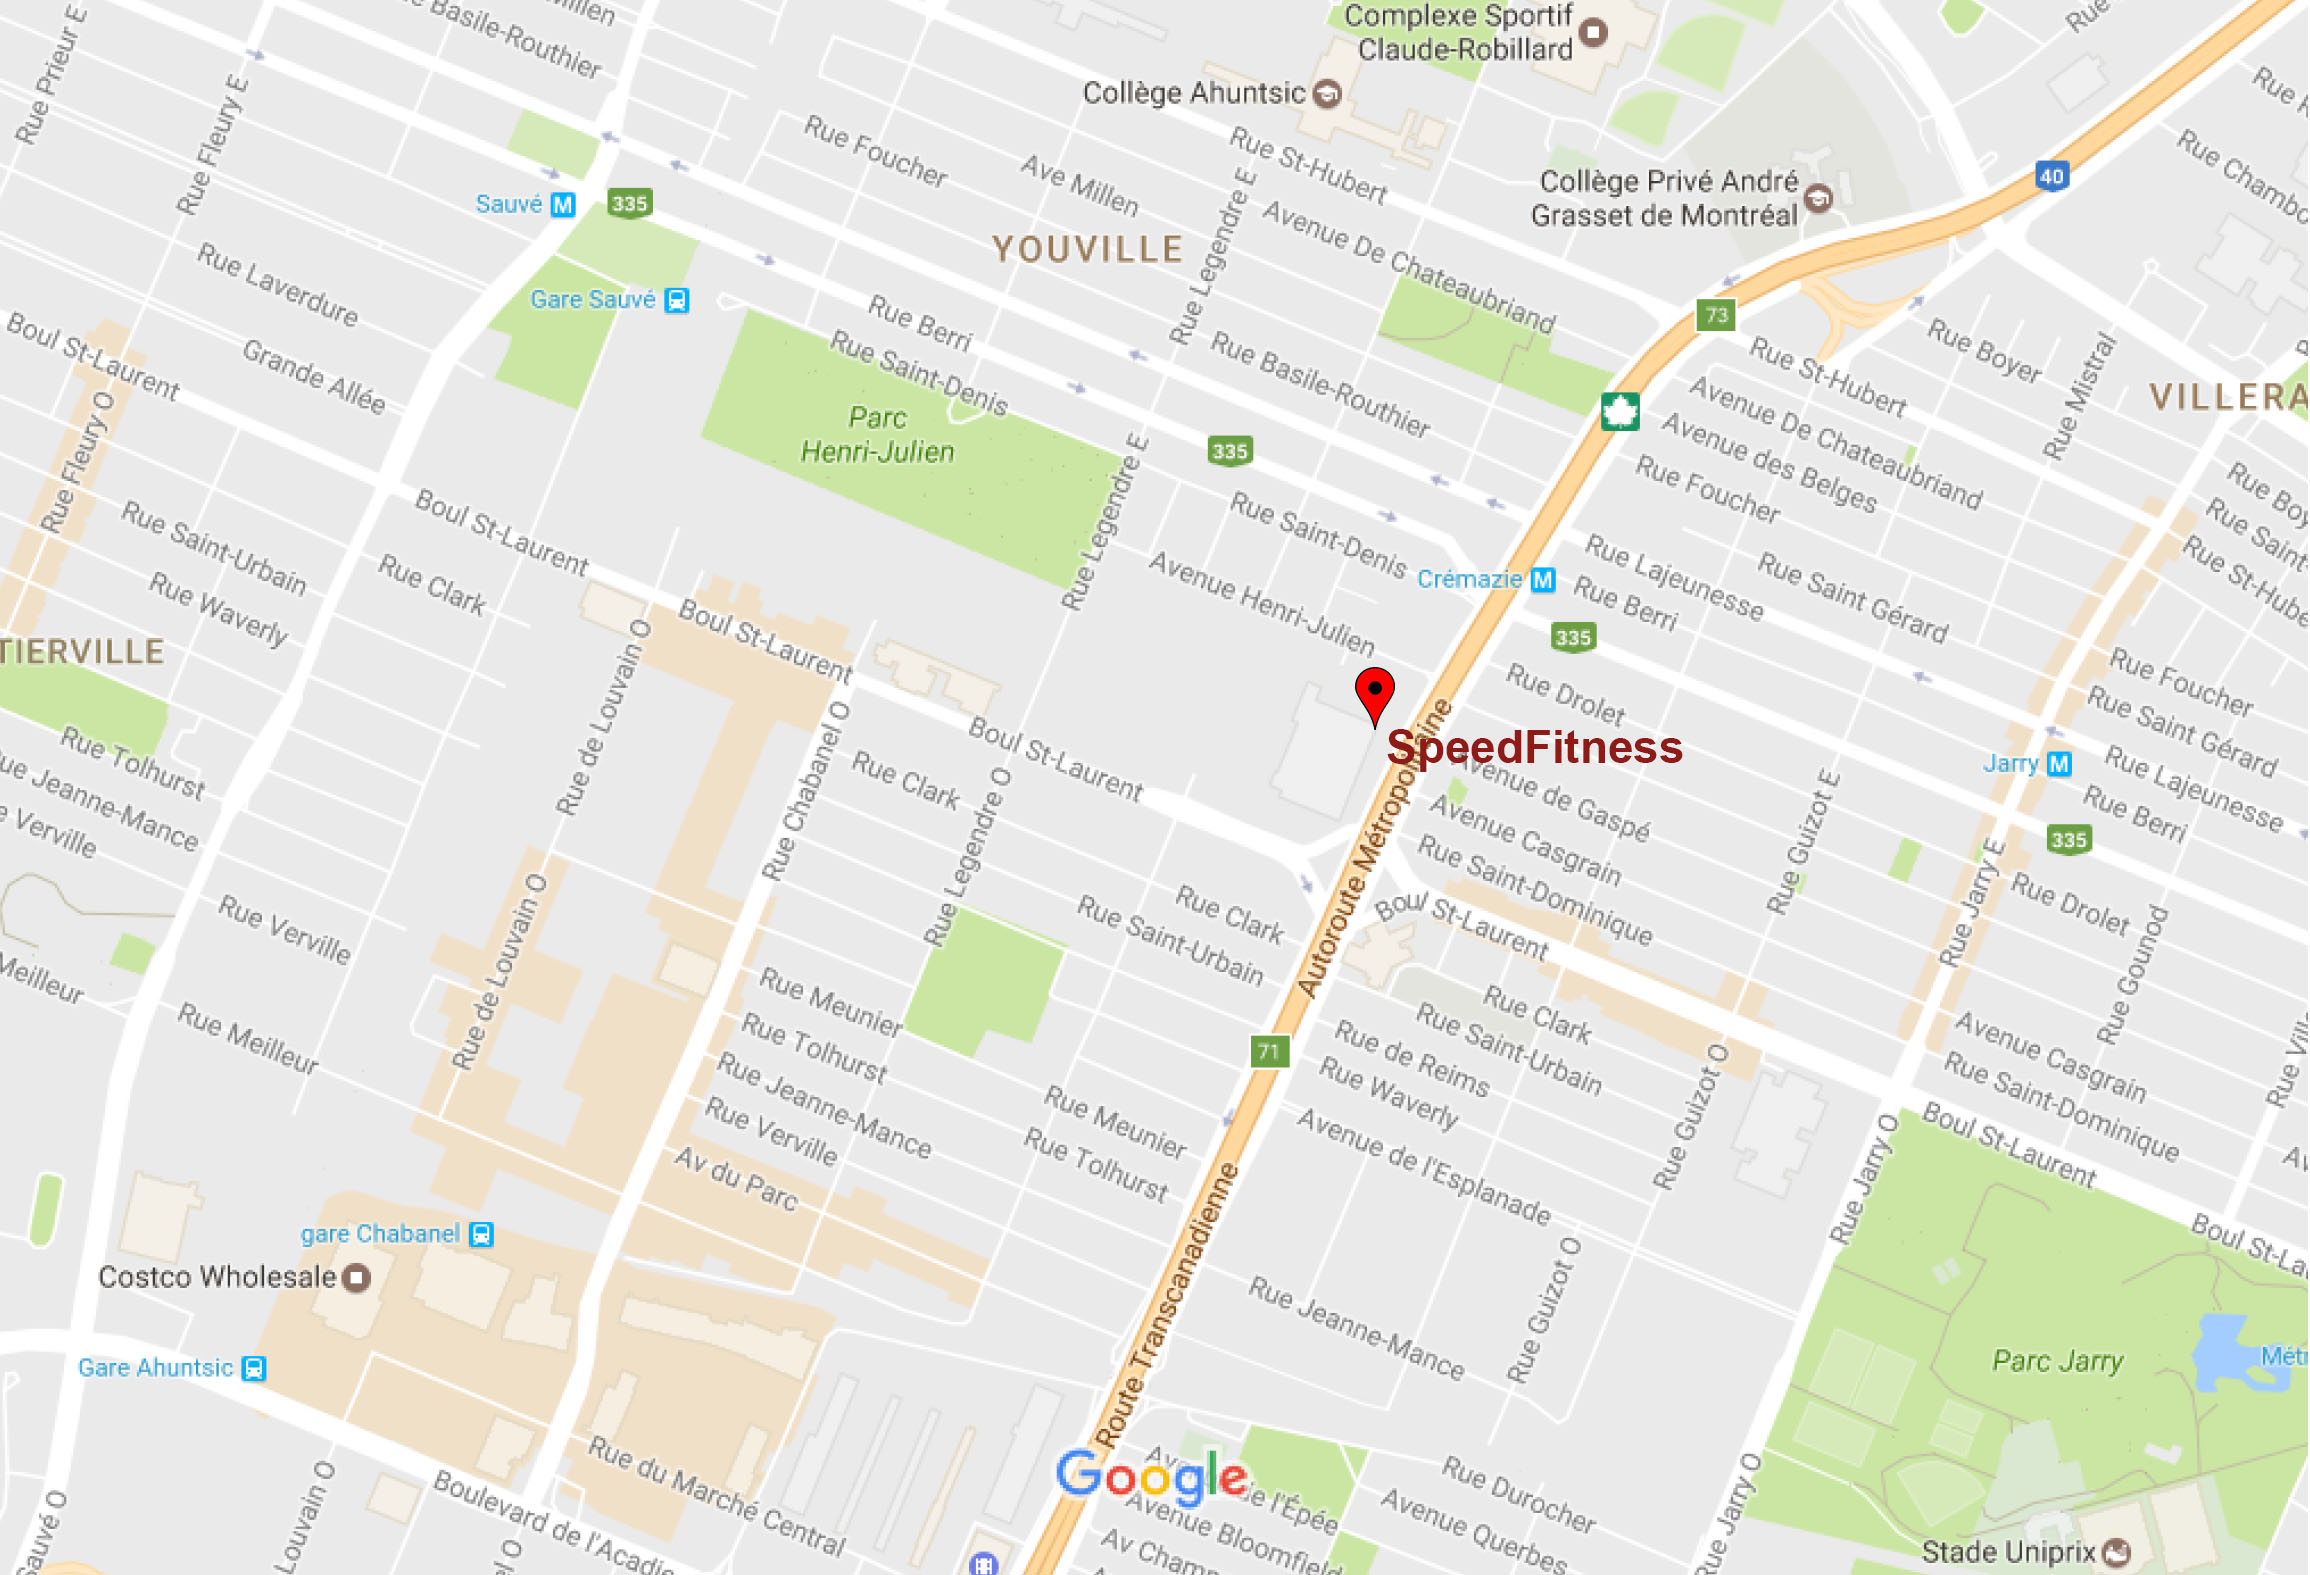 Rue Prieur E
Basile-Routhier
Millen
Complexe Sportif
Claude-Robillard
Rue
Collège Ahuntsic
Rue Fleury E
Rue Foucher
Ave Millen
Rue St-Hubert
Rue Chambo
Collège Privé André
Grasset de Montréal
40
Sauvé M
335
YOUVILLE
Rue Legendre E
Avenue De Chateaubriand
Rue Laverdure
Gare Sauvé
Rue Berri
Rue Saint-Denis
Rue Basile-Routhier
73
Rue St-Hubert
Rue Boyer
Rue Mistral
VILLERA
Boul St-Laurent
Grande Allée
Rue Fleury O
Parc
Henri-Julien
Rue Legendre E
335
Avenue De Chateaubriand
Avenue des Belges
Rue Foucher
Rue Boy
Rue Saint-
Rue St-Hube
Rue Saint-Urbain
Rue Waverly
Rue Clark
Boul St-Laurent
Rue Saint-Denis
Avenue Henri-Julien
Crémazie M
Rue Lajeunesse
Rue Berri
Rue Saint Gérard
335
TIERVILLE
Rue de Louvain O
Boul St-Laurent
Rue Drolet
Rue Foucher
Rue Saint Gérard
Rue Lajeunesse
Rue Berri
SpeedFitness
Jarry M
Rue Tolhurst
Rue Jeanne-Mance
Verville
Rue Chabanel O
Rue Clark
Rue Legendre O
Boul St-Laurent
Autoroute Métropolitaine
Avenue de Gaspé
Avenue Casgrain
Rue Saint-Dominique
Rue Guizot E
335
Rue Jarry E
Rue Drolet
Rue Gounod
Rue Verville
Rue de Louvain O
Rue Clark
Rue Saint-Urbain
Boul St-Laurent
Meilleur
Rue Meilleur
Rue Meunier
Rue Tolhurst
Rue Jeanne-Mance
Rue Verville
71
Rue Clark
Rue Saint-Urbain
Rue de Reims
Rue Waverly
Avenue de l'Esplanade
Rue Guizot O
Avenue Casgrain
Rue Saint-Dominique
Rue Vill
Rue Meunier
Rue Tolhurst
Av du Parc
Boul St-Laurent
Rue Jarry O
Boul St-La
gare Chabanel
Costco Wholesale
Route Transcanadienne
Rue Jeanne-Mance
Rue Guizot O
Gare Ahuntsic
Parc Jarry
Métr
Rue du Marché Central
Boulevard de l'Acadie
Louvain O
Sauvé O
Google
de l'Épée
Avenue Bloomfield
Av Champ
Rue Durocher
Avenue Querbes
Rue Jarry O
Stade Uniprix